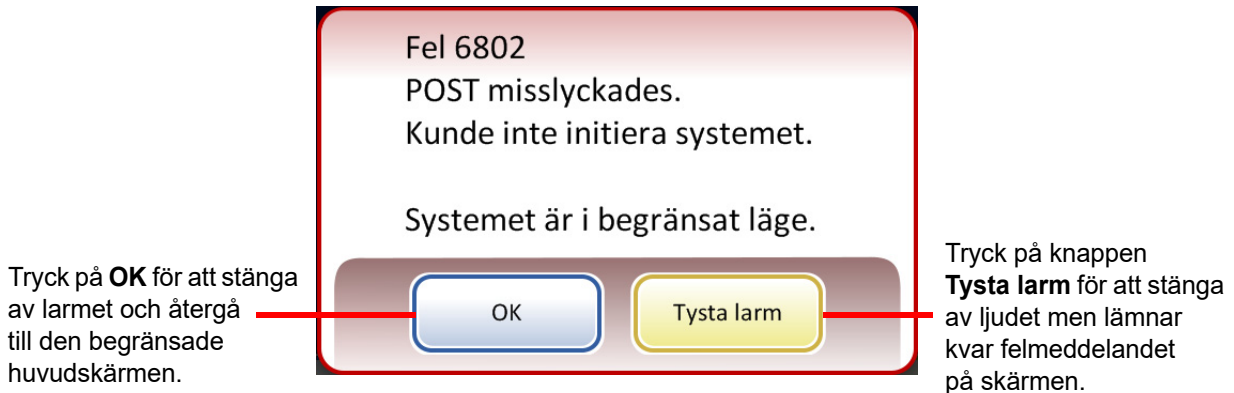 Fel 6802
POST misslyckades.
Kunde inte initiera systemet.
Systemet är i begränsat läge.
Tryck på OK för att stänga
av larmet och återgå
till den begränsade
huvudskärmen.
OK
Tysta larm
Tryck på knappen
Tysta larm för att stänga
av ljudet men lämnar
kvar felmeddelandet
på skärmen.